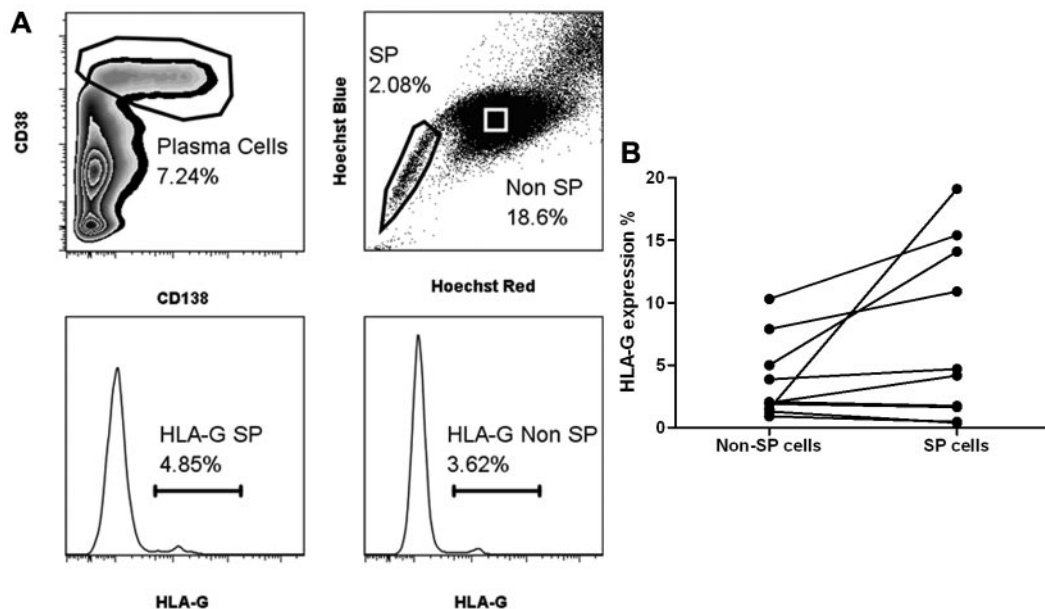 A
CD38
Plasma Cells
7.24%
CD138
Hoechst Blue
SP
2.08%
Non SP
18.6%
Hoechst Red
HLA-G SP
4.85%
HLA-G
HLA-G Non SP
3.62%
HLA-G
B
HLA-G expression %
20
15
10
5
0
Non-SP cells
SP cells